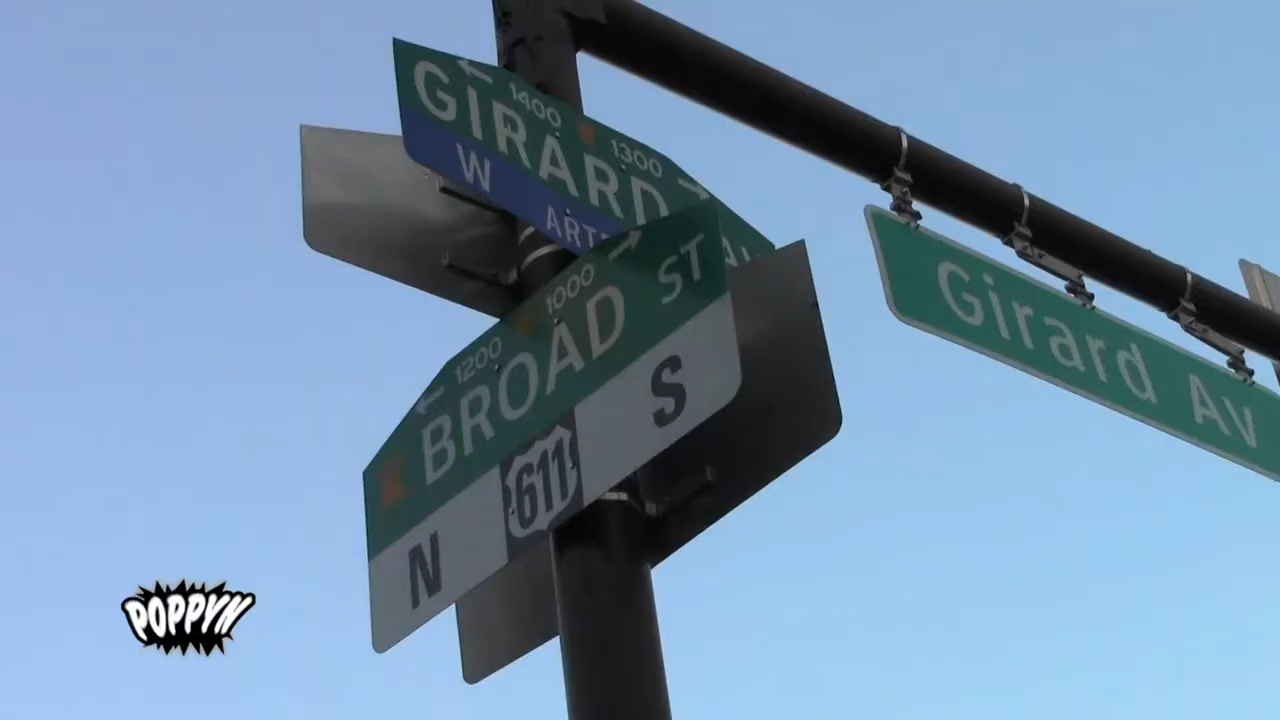 ← 1400 1300 →
GIRARD
W
← 1200 1000 →
BROAD ST
N 611 S
Girard Av
POPPYN